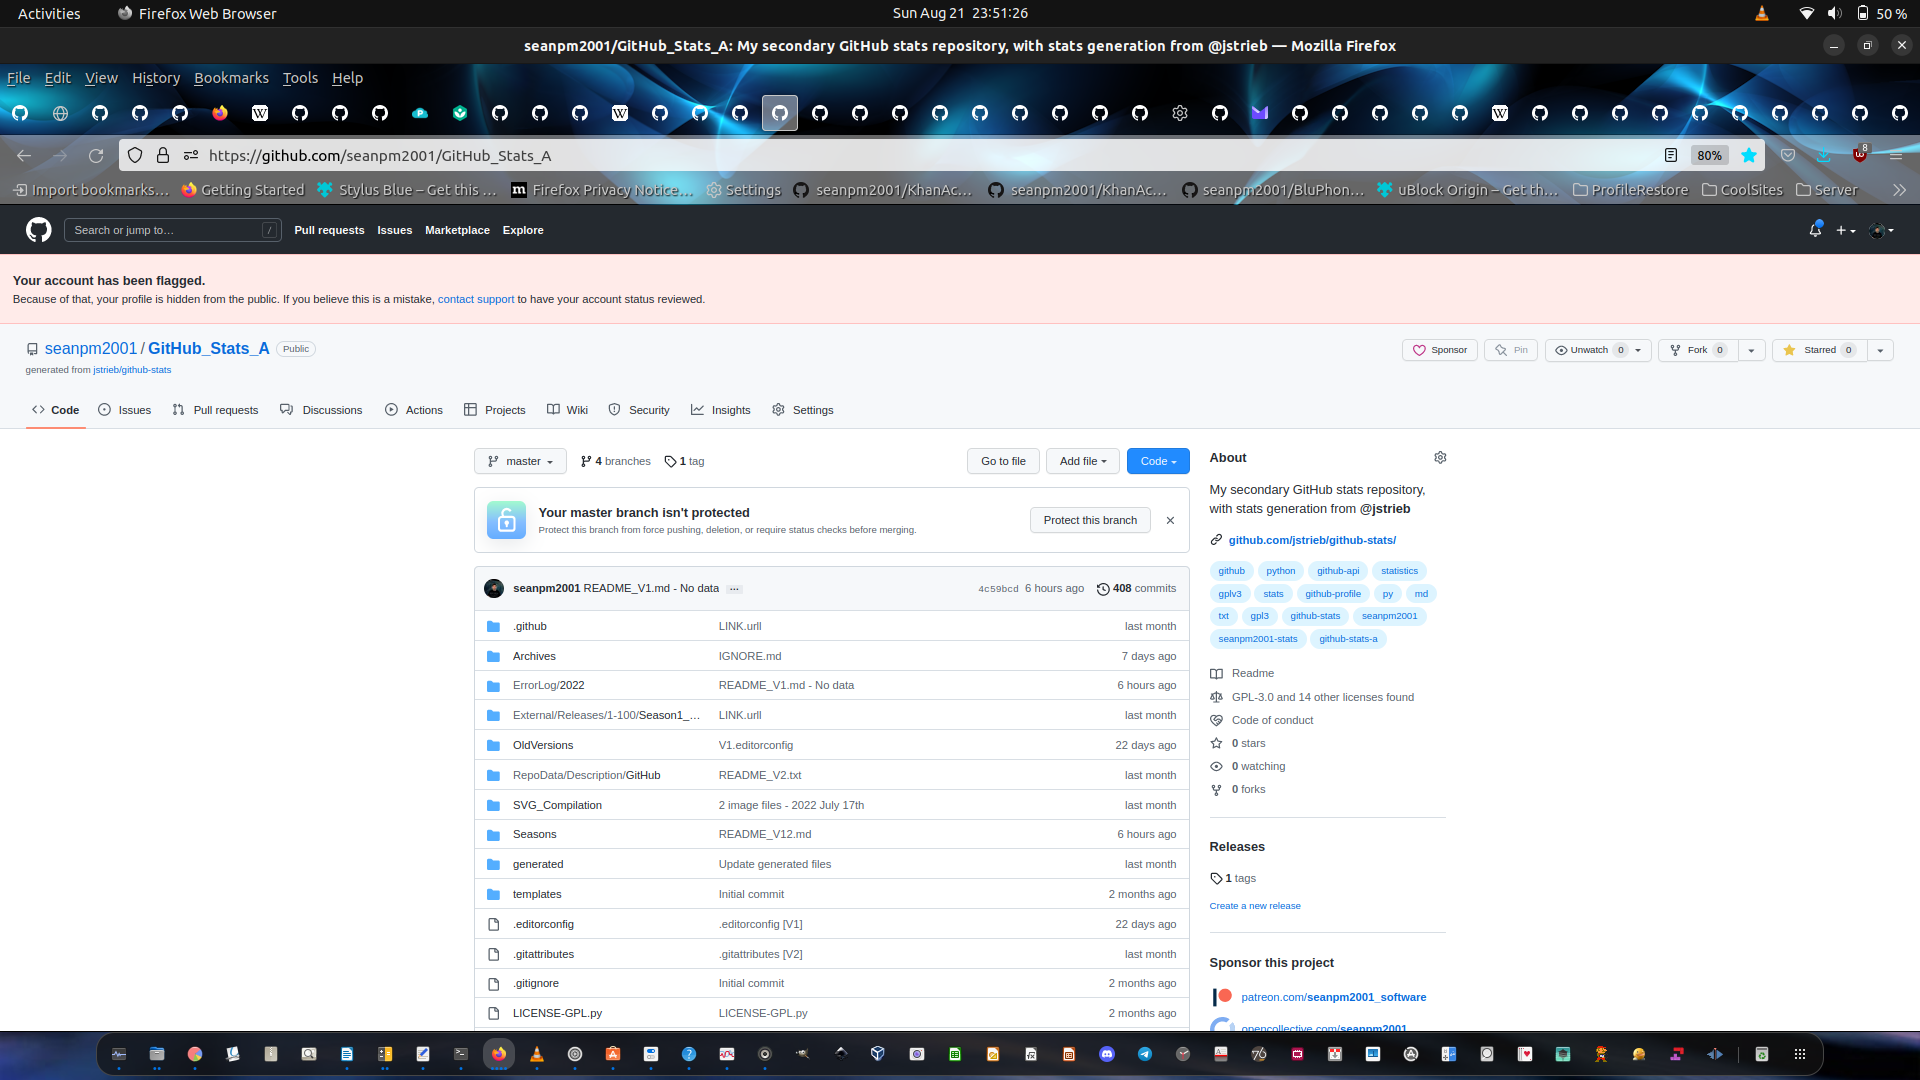 Activities Firefox Web Browser Sun Aug 21 23:51:26 50 %
seanpm2001/GitHub_Stats_A: My secondary GitHub stats repository, with stats generation from @jstrieb — Mozilla Firefox
File Edit View History Bookmarks Tools Help
https://github.com/seanpm2001/GitHub_Stats_A 80% 8
Import bookmarks… Getting Started Stylus Blue – Get this … Firefox Privacy Notice… Settings seanpm2001/KhanAc… seanpm2001/KhanAc… seanpm2001/BluPhon… uBlock Origin – Get th… ProfileRestore CoolSites Server
Search or jump to… / Pull requests Issues Marketplace Explore
Your account has been flagged.
Because of that, your profile is hidden from the public. If you believe this is a mistake, contact support to have your account status reviewed.
seanpm2001 / GitHub_Stats_A Public Sponsor Pin Unwatch 0 Fork 0 Starred 0
generated from jstrieb/github-stats
Code Issues Pull requests Discussions Actions Projects Wiki Security Insights Settings
master 4 branches 1 tag Go to file Add file Code
Your master branch isn't protected
Protect this branch from force pushing, deletion, or require status checks before merging.
Protect this branch
seanpm2001 README_V1.md - No data ... 4c59bcd 6 hours ago 408 commits
.github LINK.urll last month
Archives IGNORE.md 7 days ago
ErrorLog/2022 README_V1.md - No data 6 hours ago
External/Releases/1-100/Season1_… LINK.urll last month
OldVersions V1.editorconfig 22 days ago
RepoData/Description/GitHub README_V2.txt last month
SVG_Compilation 2 image files - 2022 July 17th last month
Seasons README_V12.md 6 hours ago
generated Update generated files last month
templates Initial commit 2 months ago
.editorconfig .editorconfig [V1] 22 days ago
.gitattributes .gitattributes [V2] last month
.gitignore Initial commit 2 months ago
LICENSE-GPL.py LICENSE-GPL.py 2 months ago
About
My secondary GitHub stats repository,
with stats generation from @jstrieb
github.com/jstrieb/github-stats/
github python github-api statistics
gplv3 stats github-profile py md
txt gpl3 github-stats seanpm2001
seanpm2001-stats github-stats-a
Readme
GPL-3.0 and 14 other licenses found
Code of conduct
0 stars
0 watching
0 forks
Releases
1 tags
Create a new release
Sponsor this project
patreon.com/seanpm2001_software
opencollective.com/seanpm2001